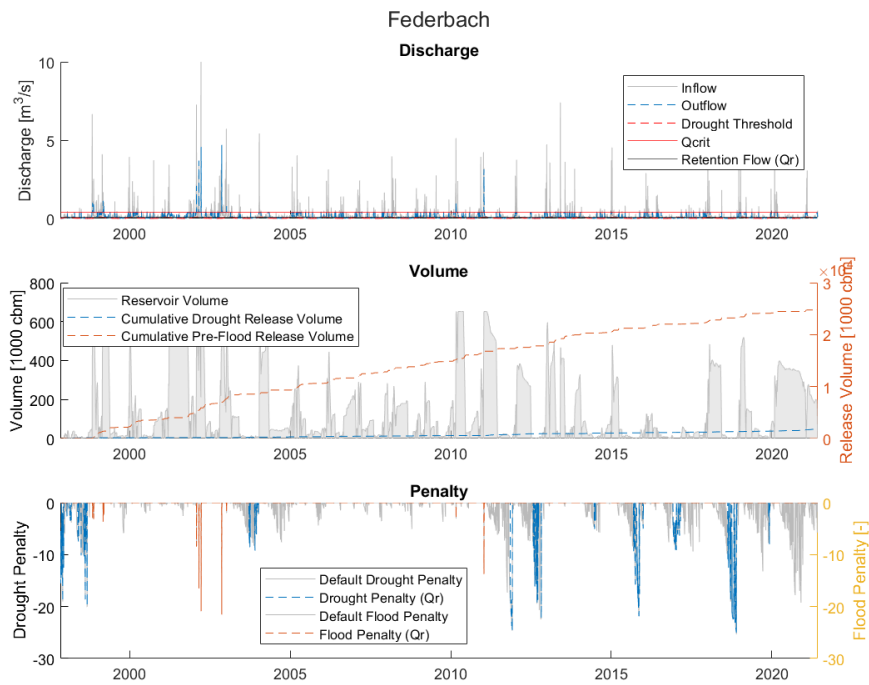 Federbach
Discharge
Discharge [m3/s]
10
5
0
Inflow
Outflow
Drought Threshold
Qcrit
Retention Flow (Qr)
2000
2005
2010
2015
2020
Volume
Volume [1000 cbm]
800
600
400
200
0
Reservoir Volume
Cumulative Drought Release Volume
Cumulative Pre-Flood Release Volume
3
2
1
0
Release Volume [1000 cbm]
2000
2005
2010
2015
2020
Penalty
Drought Penalty
0
-10
-20
-30
Default Drought Penalty
Drought Penalty (Qr)
Default Flood Penalty
Flood Penalty (Qr)
0
-10
-20
-30
Flood Penalty [-]
2000
2005
2010
2015
2020